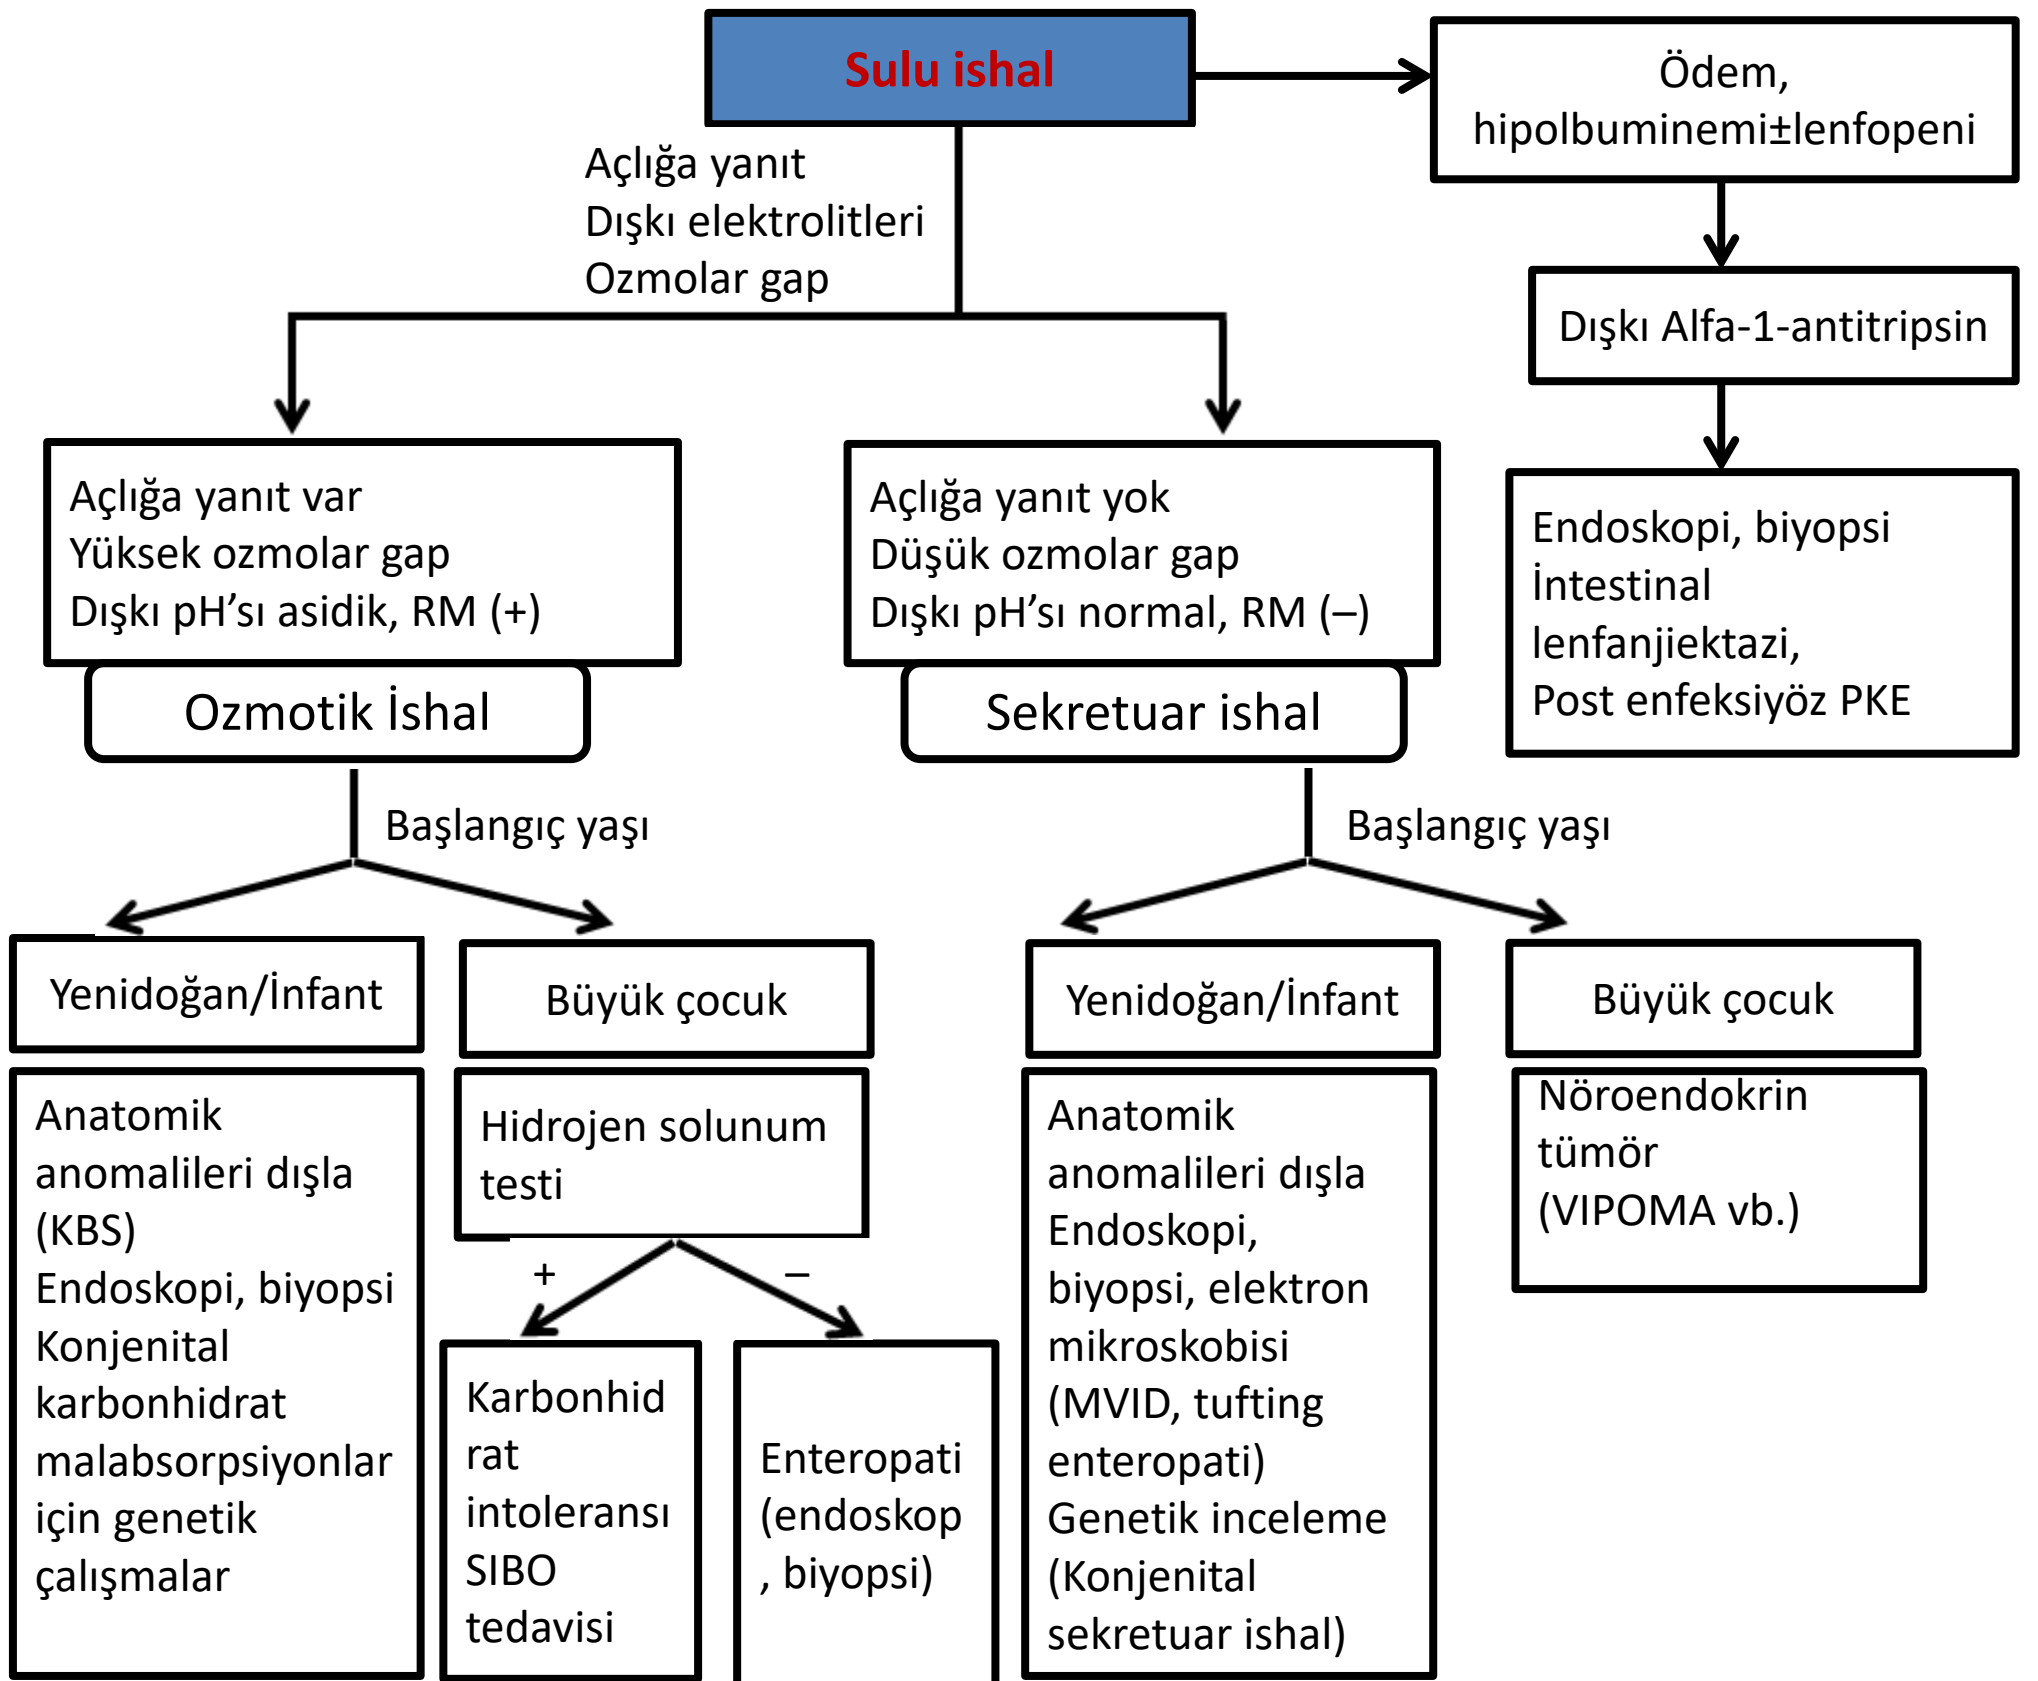 Sulu ishal
Ödem,
hipolbuminemi±lenfopeni
Açlığa yanıt
Dışkı elektrolitleri
Ozmolar gap
Dışkı Alfa-1-antitripsin
Açlığa yanıt var
Yüksek ozmolar gap
Dışkı pH’sı asidik, RM (+)
Ozmotik İshal
Açlığa yanıt yok
Düşük ozmolar gap
Dışkı pH’sı normal, RM (–)
Sekretuar ishal
Endoskopi, biyopsi
İntestinal
lenfanjiektazi,
Post enfeksiyöz PKE
Başlangıç yaşı
Başlangıç yaşı
Yenidoğan/İnfant
Büyük çocuk
Yenidoğan/İnfant
Büyük çocuk
Anatomik
anomalileri dışla
(KBS)
Endoskopi, biyopsi
Konjenital
karbonhidrat
malabsorpsiyonlar
için genetik
çalışmalar
Hidrojen solunum
testi
+
–
Karbonhid
rat
intoleransı
SIBO
tedavisi
Enteropati
(endoskop
, biyopsi)
Anatomik
anomalileri dışla
Endoskopi,
biyopsi, elektron
mikroskobisi
(MVID, tufting
enteropati)
Genetik inceleme
(Konjenital
sekretuar ishal)
Nöroendokrin
tümör
(VIPOMA vb.)